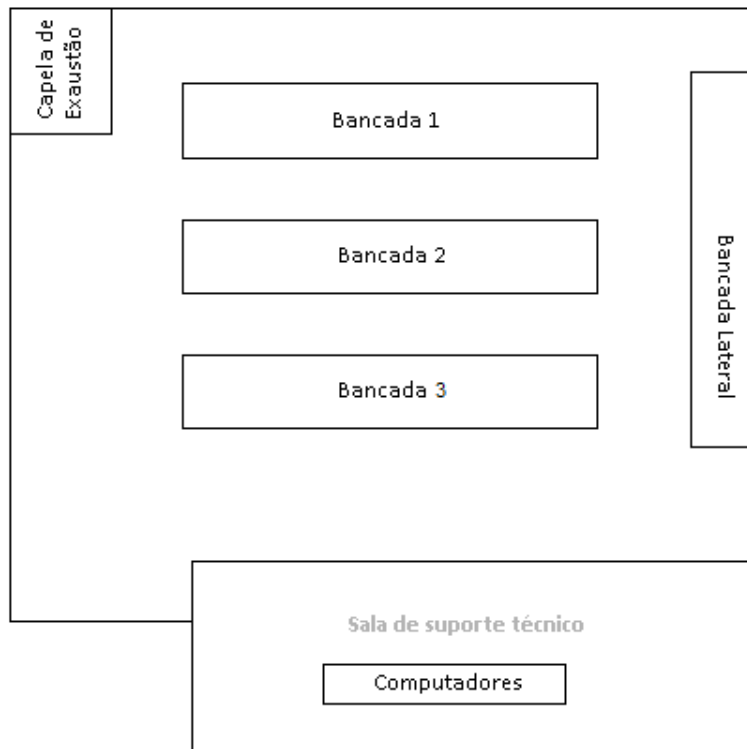 Capela de
Exaustão
Bancada 1
Bancada 2
Bancada Lateral
Bancada 3
Sala de suporte técnico
Computadores